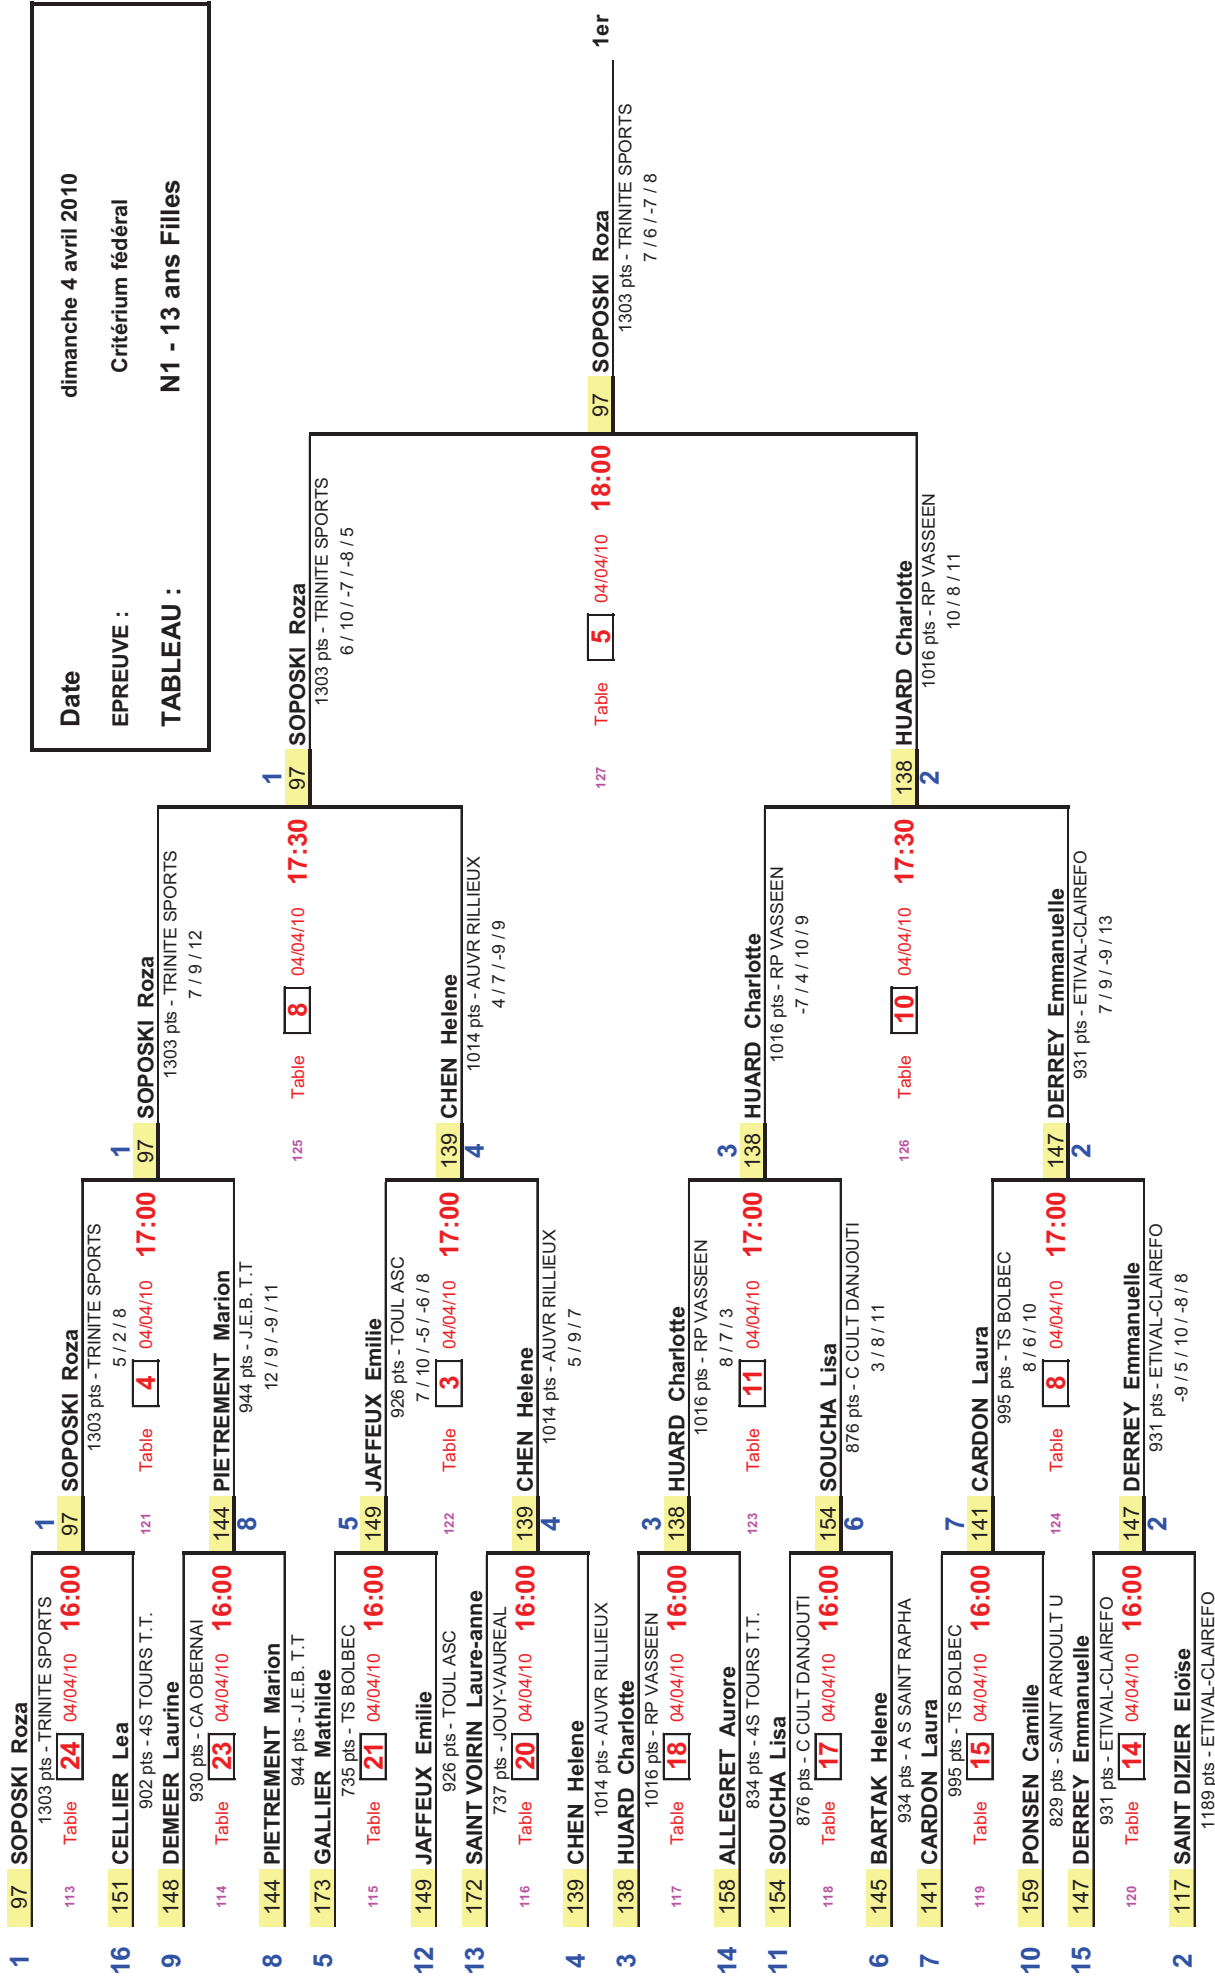 Date dimanche 4 avril 2010
EPREUVE : Critérium fédéral
TABLEAU : N1 - 13 ans Filles
1 97 SOPOSKI Roza
1303 pts - TRINITE SPORTS
113 Table 24 04/04/10 16:00
16 151 CELLIER Lea
902 pts - 4S TOURS T.T.
9 148 DEMEER Laurine
930 pts - CA OBERNAI
114 Table 23 04/04/10 16:00
8 144 PIETREMENT Marion
944 pts - J.E.B. T.T
5 173 GALLIER Mathilde
735 pts - TS BOLBEC
115 Table 21 04/04/10 16:00
12 149 JAFFEUX Emilie
926 pts - TOUL ASC
13 172 SAINT VOIRIN Laure-anne
737 pts - JOUY-VAUREAL
116 Table 20 04/04/10 16:00
4 139 CHEN Helene
1014 pts - AUVR RILLIEUX
3 138 HUARD Charlotte
1016 pts - RP VASSEEN
117 Table 18 04/04/10 16:00
14 158 ALLEGRET Aurore
834 pts - 4S TOURS T.T.
11 154 SOUCHA Lisa
876 pts - C CULT DANJOUTI
118 Table 17 04/04/10 16:00
6 145 BARTAK Helene
934 pts - A S SAINT RAPHA
7 141 CARDON Laura
995 pts - TS BOLBEC
119 Table 15 04/04/10 16:00
10 159 PONSEN Camille
829 pts - SAINT ARNOULT U
15 147 DERREY Emmanuelle
931 pts - ETIVAL-CLAIREFO
120 Table 14 04/04/10 16:00
2 117 SAINT DIZIER Eloïse
1189 pts - ETIVAL-CLAIREFO
1
97 SOPOSKI Roza
1303 pts - TRINITE SPORTS
5 / 2 / 8
121 Table 4 04/04/10 17:00
144 PIETREMENT Marion
8
944 pts - J.E.B. T.T
12 / 9 / -9 / 11
5
149 JAFFEUX Emilie
926 pts - TOUL ASC
7 / 10 / -5 / -6 / 8
122 Table 3 04/04/10 17:00
139 CHEN Helene
4
1014 pts - AUVR RILLIEUX
5 / 9 / 7
3
138 HUARD Charlotte
1016 pts - RP VASSEEN
8 / 7 / 3
123 Table 11 04/04/10 17:00
154 SOUCHA Lisa
6
876 pts - C CULT DANJOUTI
3 / 8 / 11
7
141 CARDON Laura
995 pts - TS BOLBEC
8 / 6 / 10
124 Table 8 04/04/10 17:00
147 DERREY Emmanuelle
2
931 pts - ETIVAL-CLAIREFO
-9 / 5 / 10 / -8 / 8
1
97 SOPOSKI Roza
1303 pts - TRINITE SPORTS
7 / 9 / 12
125 Table 8 04/04/10 17:30
139 CHEN Helene
4
1014 pts - AUVR RILLIEUX
4 / 7 / -9 / 9
3
138 HUARD Charlotte
1016 pts - RP VASSEEN
-7 / 4 / 10 / 9
126 Table 10 04/04/10 17:30
147 DERREY Emmanuelle
2
931 pts - ETIVAL-CLAIREFO
7 / 9 / -9 / 13
1
97 SOPOSKI Roza
1303 pts - TRINITE SPORTS
6 / 10 / -7 / -8 / 5
127 Table 5 04/04/10 18:00
138 HUARD Charlotte
2
1016 pts - RP VASSEEN
10 / 8 / 11
97 SOPOSKI Roza 1er
1303 pts - TRINITE SPORTS
7 / 6 / -7 / 8